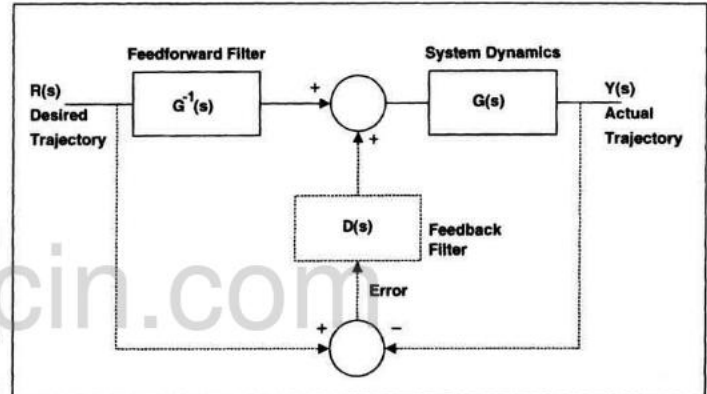 Feedforward Filter
System Dynamics
R(s)
Desired
Trajectory
G⁻¹(s)
+
+
G(s)
Y(s)
Actual
Trajectory
D(s)
Feedback
Filter
Error
+
−
cin.com